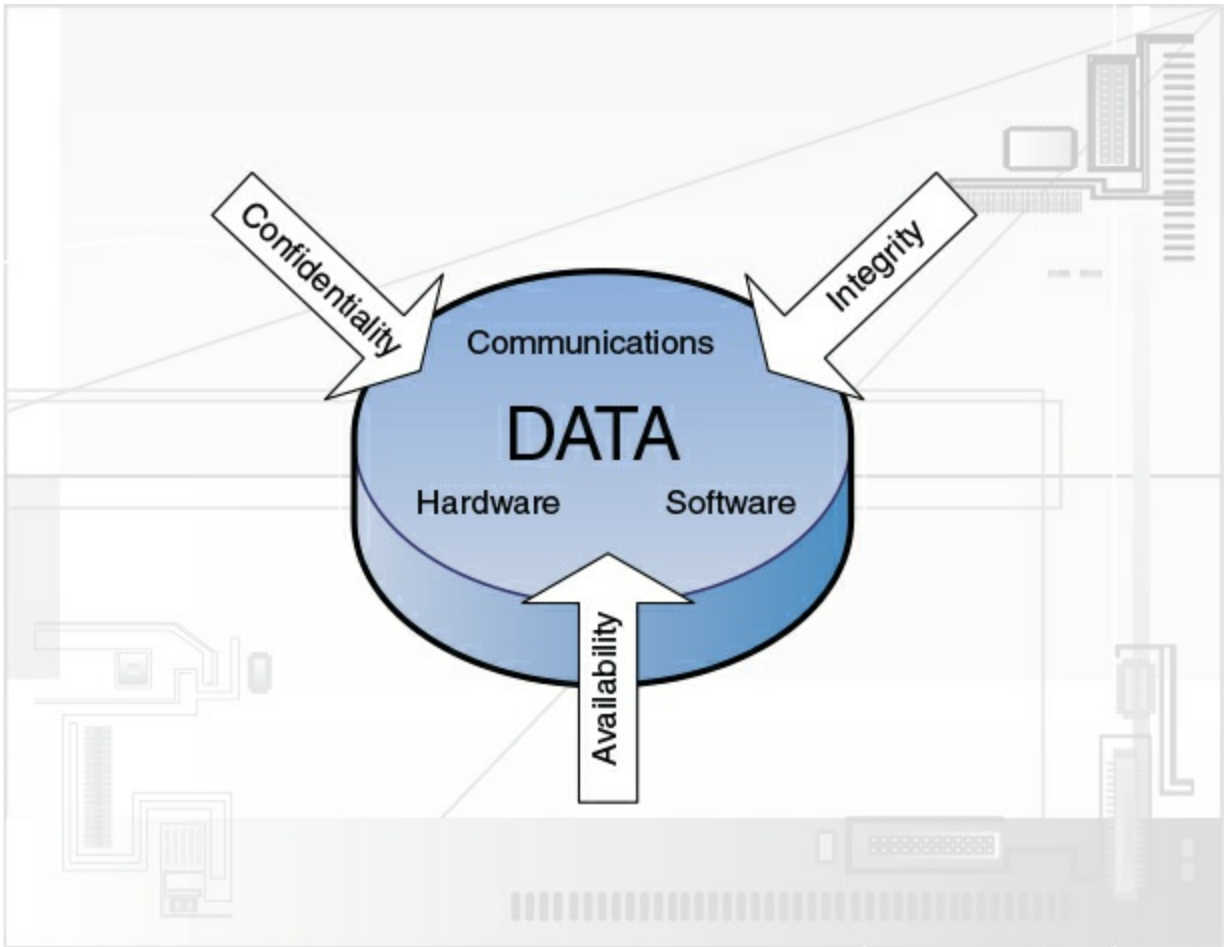 Confidentiality
Integrity
Communications
DATA
Hardware
Software
Availability